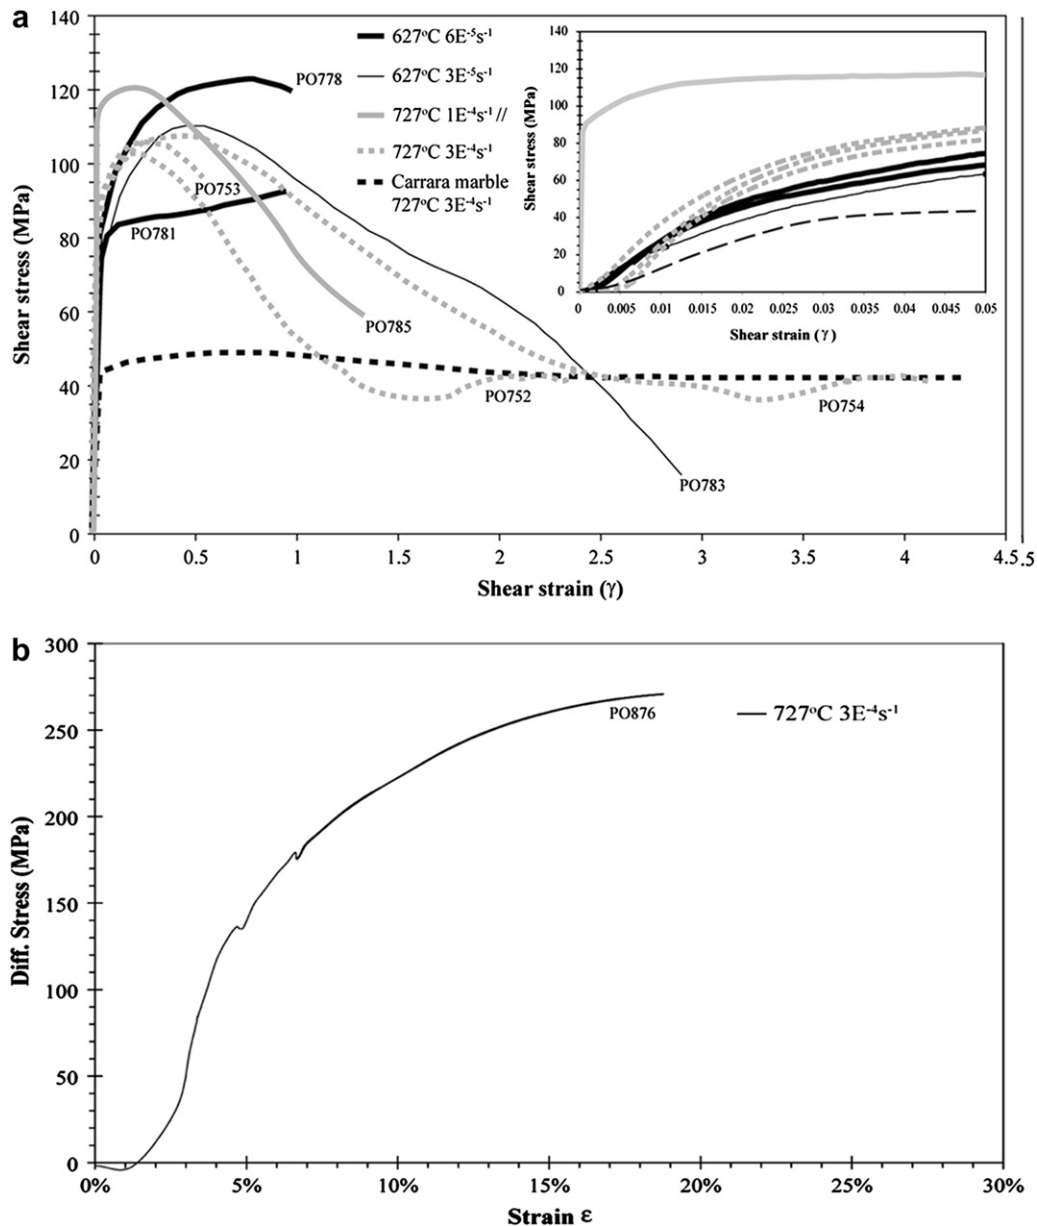 a
140
120
100
80
60
40
20
0
Shear stress (MPa)
627°C 6E⁻⁵s⁻¹
627°C 3E⁻⁵s⁻¹
727°C 1E⁻⁴s⁻¹ //
727°C 3E⁻⁴s⁻¹
Carrara marble
727°C 3E⁻⁴s⁻¹
PO778
PO753
PO781
PO785
PO752
PO754
PO783
0 0.5 1 1.5 2 2.5 3 3.5 4 4.5 .5
Shear strain (γ)
140
120
100
80
60
40
20
0
Shear stress (MPa)
0 0.005 0.01 0.015 0.02 0.025 0.03 0.035 0.04 0.045 0.05
Shear strain (γ)
b
300
250
200
150
100
50
0
Diff. Stress (MPa)
PO876
727°C 3E⁻⁴s⁻¹
0% 5% 10% 15% 20% 25% 30%
Strain ε